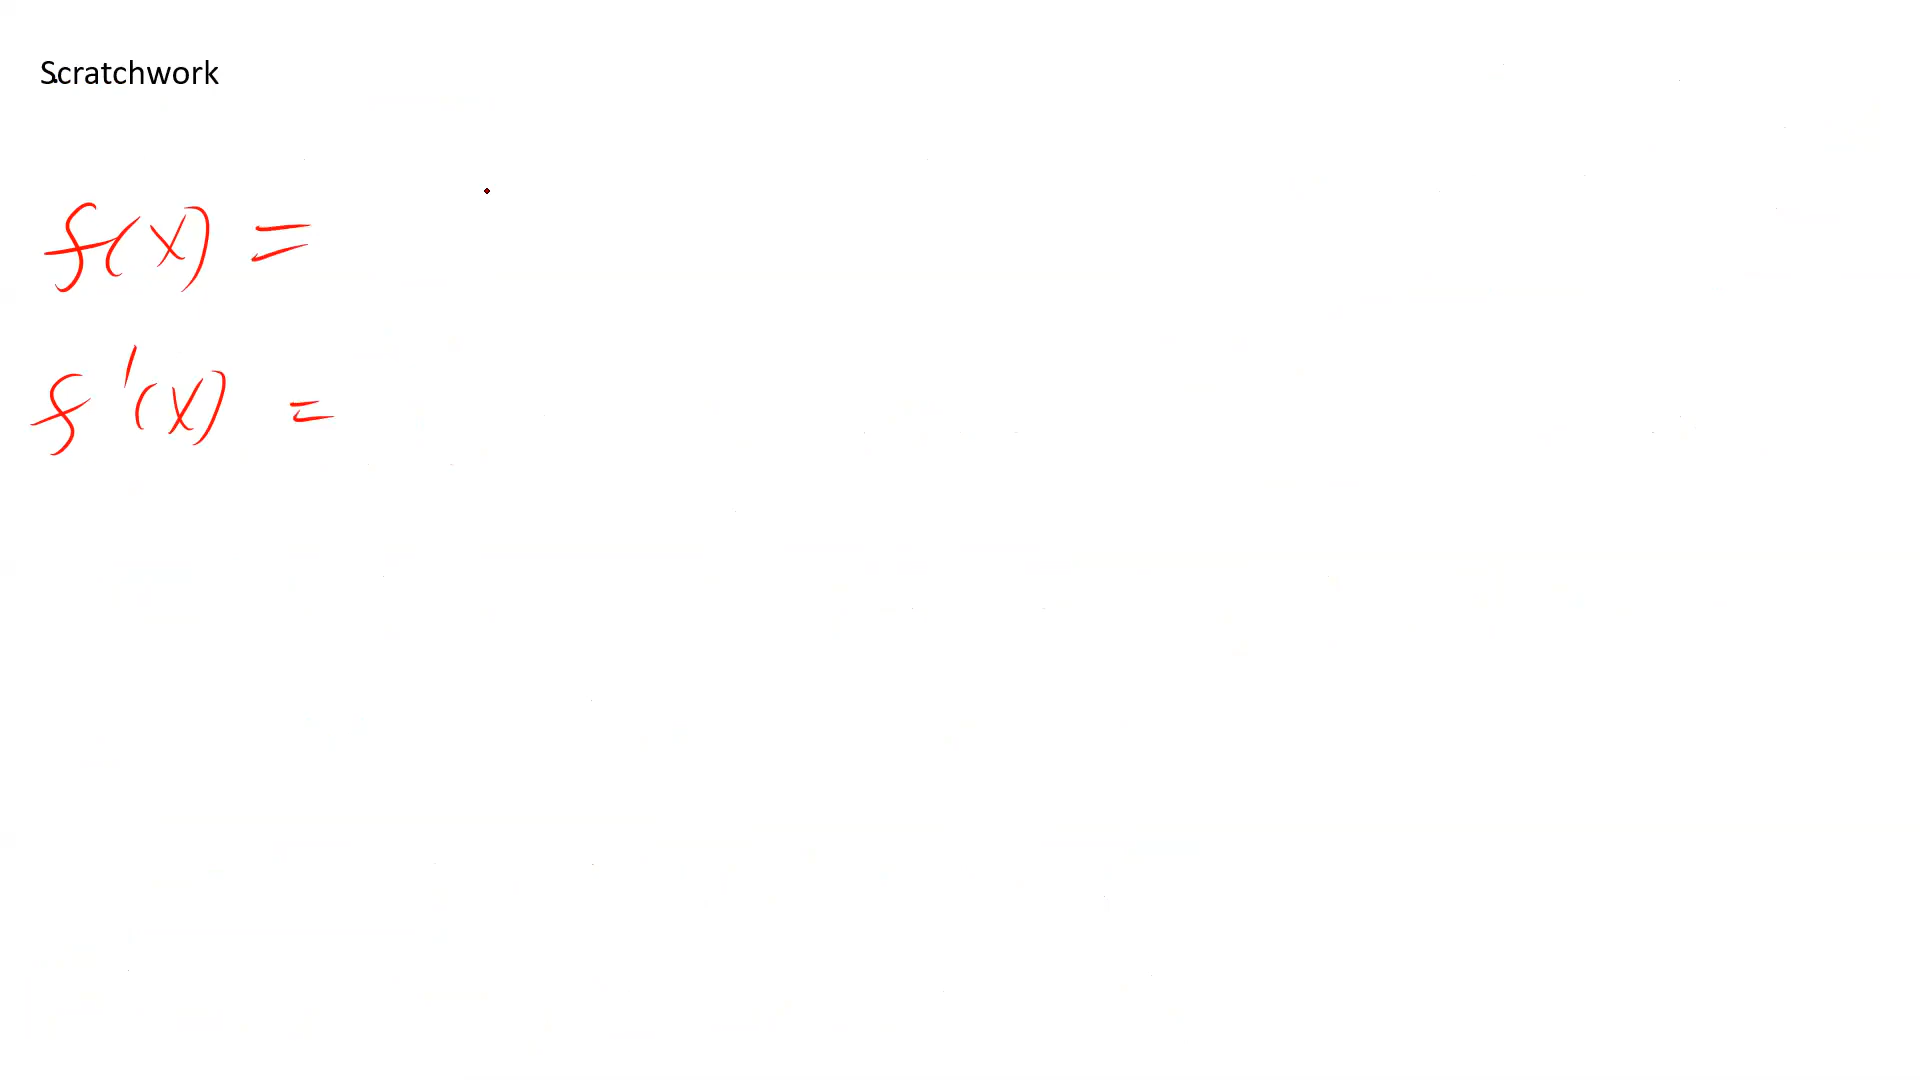 Scratchwork
f(x) =
f'(x) =